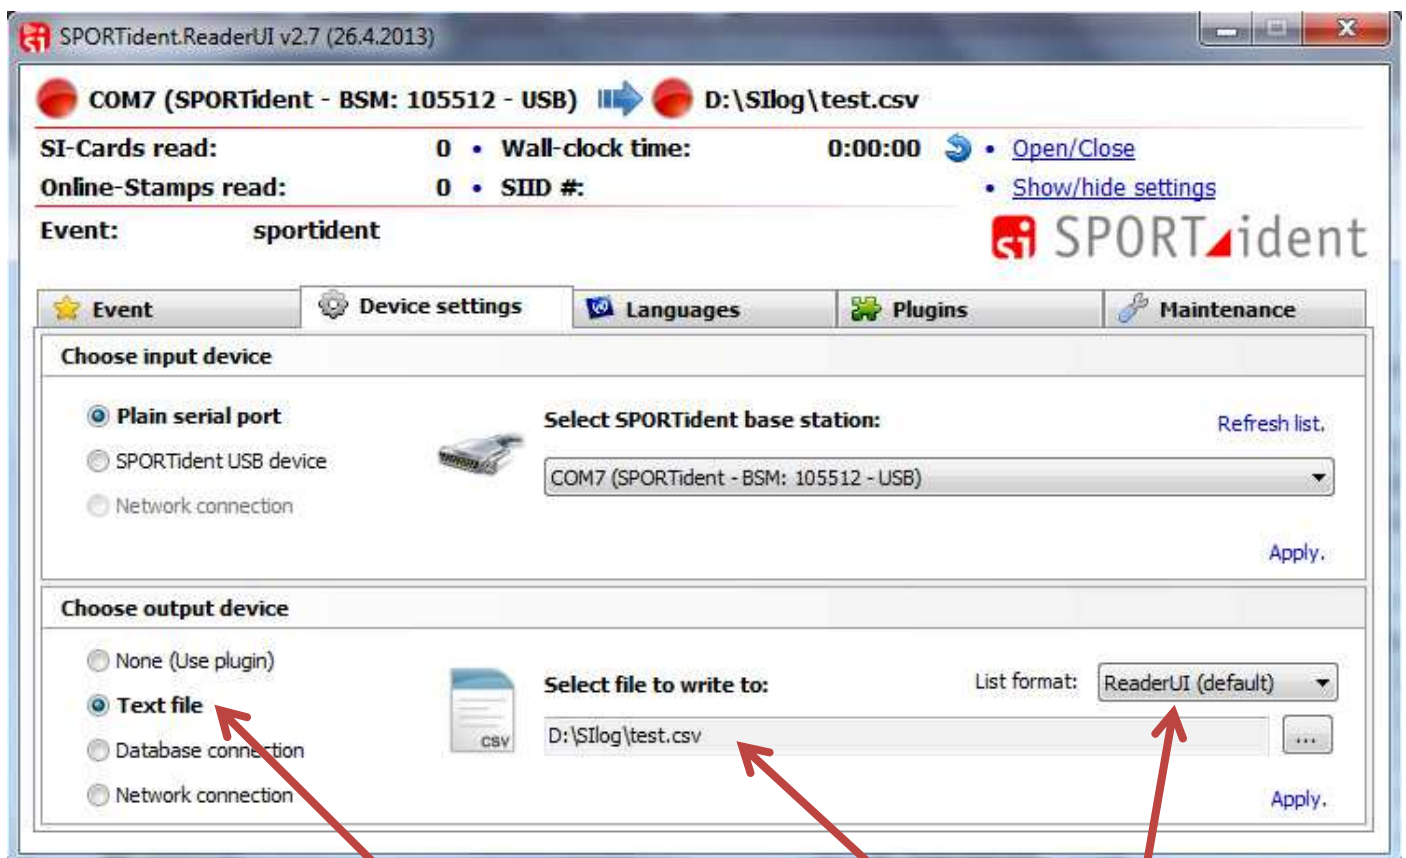 SPORTident.ReaderUI v2.7 (26.4.2013)
COM7 (SPORTident - BSM: 105512 - USB) D:\SIlog\test.csv
SI-Cards read: 0 • Wall-clock time: 0:00:00 • Open/Close
Online-Stamps read: 0 • SIID #: • Show/hide settings
Event: sportident
si SPORTident
Event Device settings Languages Plugins Maintenance
Choose input device
Plain serial port Select SPORTident base station: Refresh list.
SPORTident USB device COM7 (SPORTident - BSM: 105512 - USB)
Network connection
Apply.
Choose output device
None (Use plugin)
Text file Select file to write to: List format: ReaderUI (default)
CSV D:\SIlog\test.csv ...
Database connection
Network connection Apply.